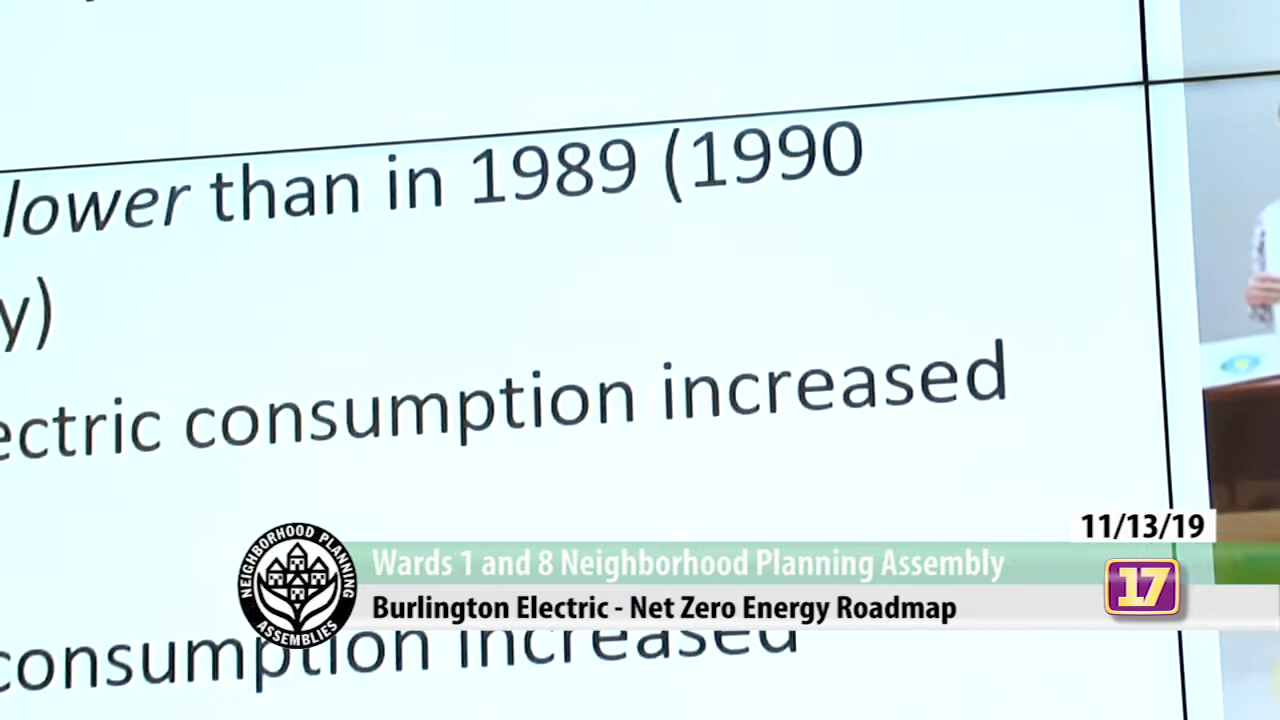 lower than in 1989 (1990
y)
ectric consumption increased
consumption increased
11/13/19
NEIGHBORHOOD PLANNING ASSEMBLIES
Wards 1 and 8 Neighborhood Planning Assembly
17
Burlington Electric - Net Zero Energy Roadmap